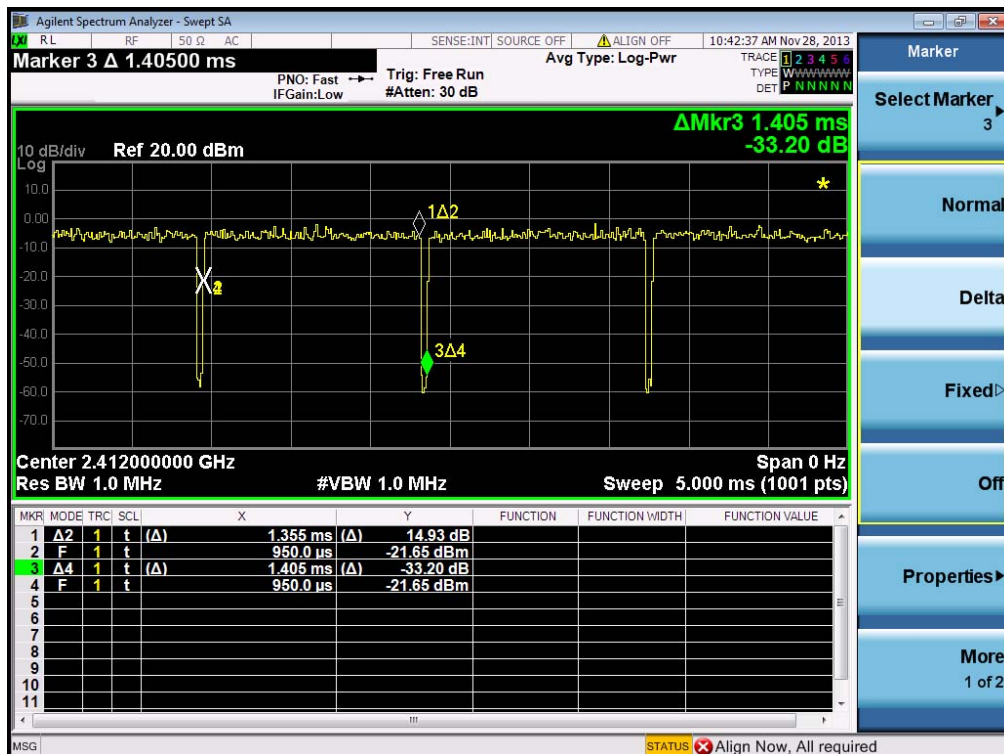 Agilent Spectrum Analyzer - Swept SA
LXI RL RF 50 Ω AC SENSE:INT SOURCE OFF ALIGN OFF 10:42:37 AM Nov 28, 2013
Marker 3 Δ 1.40500 ms
PNO: Fast
IFGain:Low
Trig: Free Run
#Atten: 30 dB
Avg Type: Log-Pwr
TRACE 1 2 3 4 5 6
TYPE WWWWWWW
DET P N N N N N
ΔMkr3 1.405 ms
-33.20 dB
10 dB/div Ref 20.00 dBm
Log
10.0
0.00
-10.0
-20.0
-30.0
-40.0
-50.0
-60.0
-70.0
1Δ2
3Δ4
*
Center 2.412000000 GHz Span 0 Hz
Res BW 1.0 MHz #VBW 1.0 MHz Sweep 5.000 ms (1001 pts)
MKR MODE TRC SCL X Y FUNCTION FUNCTION WIDTH FUNCTION VALUE
1 Δ2 1 t (Δ) 1.355 ms (Δ) 14.93 dB
2 F 1 t 950.0 µs -21.65 dBm
3 Δ4 1 t (Δ) 1.405 ms (Δ) -33.20 dB
4 F 1 t 950.0 µs -21.65 dBm
5
6
7
8
9
10
11
MSG STATUS Align Now, All required
Marker
Select Marker
3
Normal
Delta
Fixed
Off
Properties
More
1 of 2